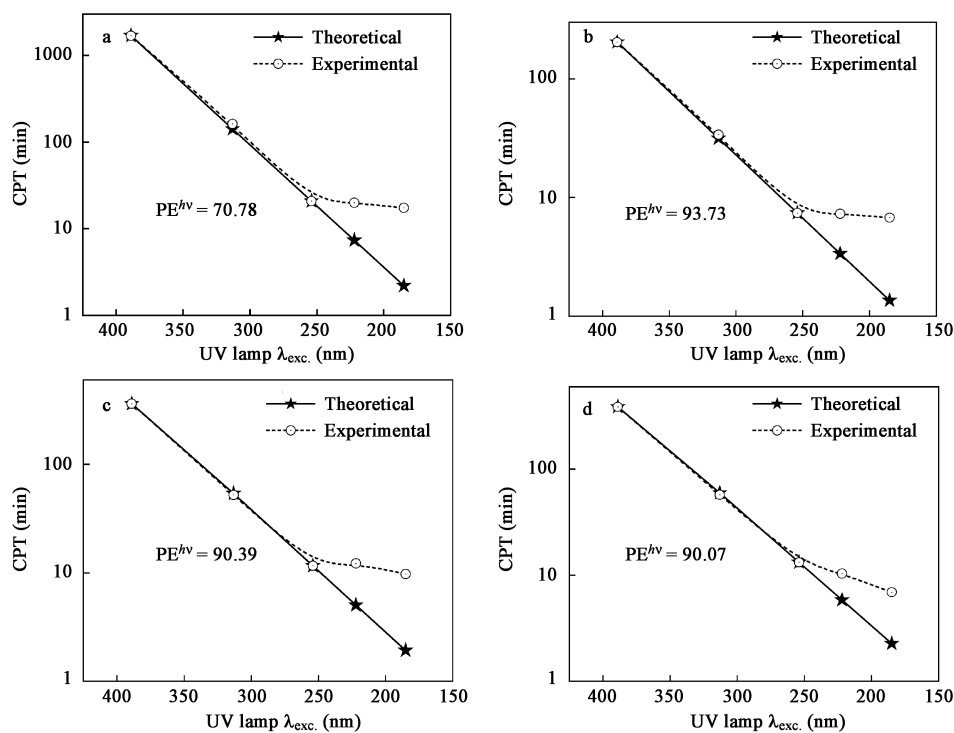 a
Theoretical
Experimental
1000
100
10
1
CPT (min)
PE^hν = 70.78
400 350 300 250 200 150
UV lamp λexc. (nm)
b
Theoretical
Experimental
100
10
1
CPT (min)
PE^hν = 93.73
400 350 300 250 200 150
UV lamp λexc. (nm)
c
Theoretical
Experimental
100
10
1
CPT (min)
PE^hν = 90.39
400 350 300 250 200 150
UV lamp λexc. (nm)
d
Theoretical
Experimental
100
10
1
CPT (min)
PE^hν = 90.07
400 350 300 250 200 150
UV lamp λexc. (nm)